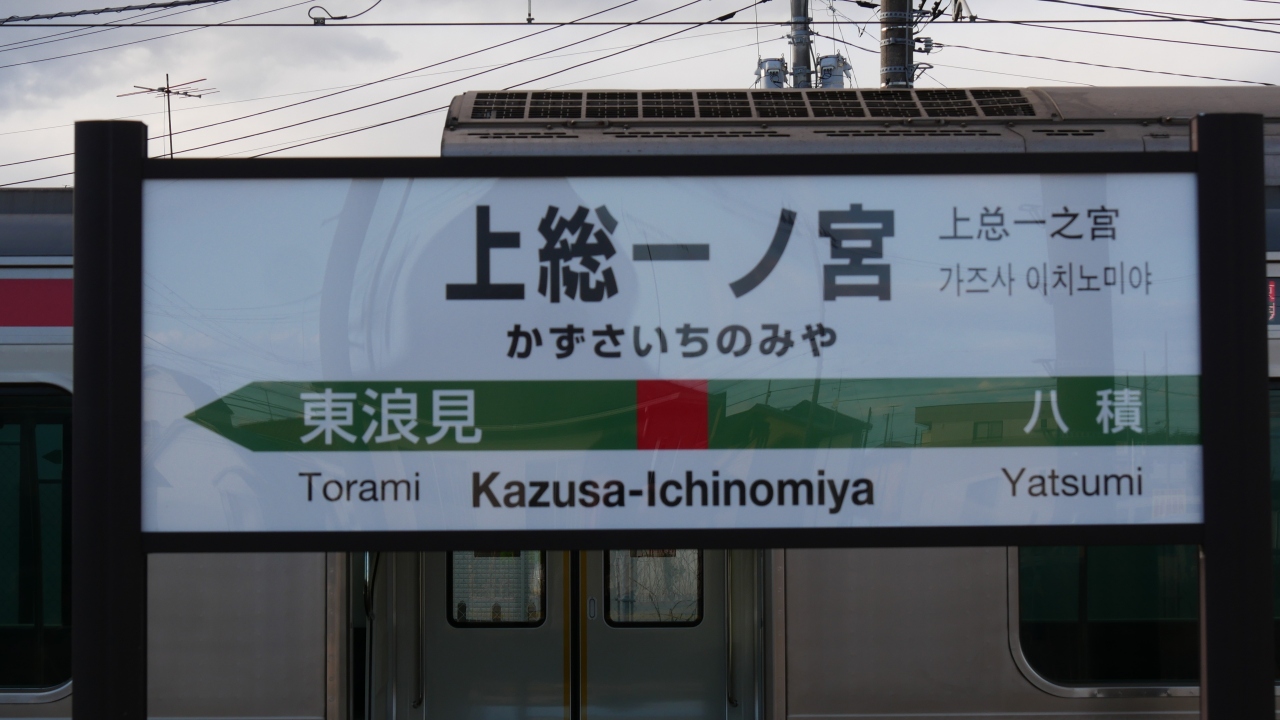 上総一ノ宮
上总一之宮
가즈사 이치노미야
かずさいちのみや
東浪見 八積
Torami Kazusa-Ichinomiya Yatsumi